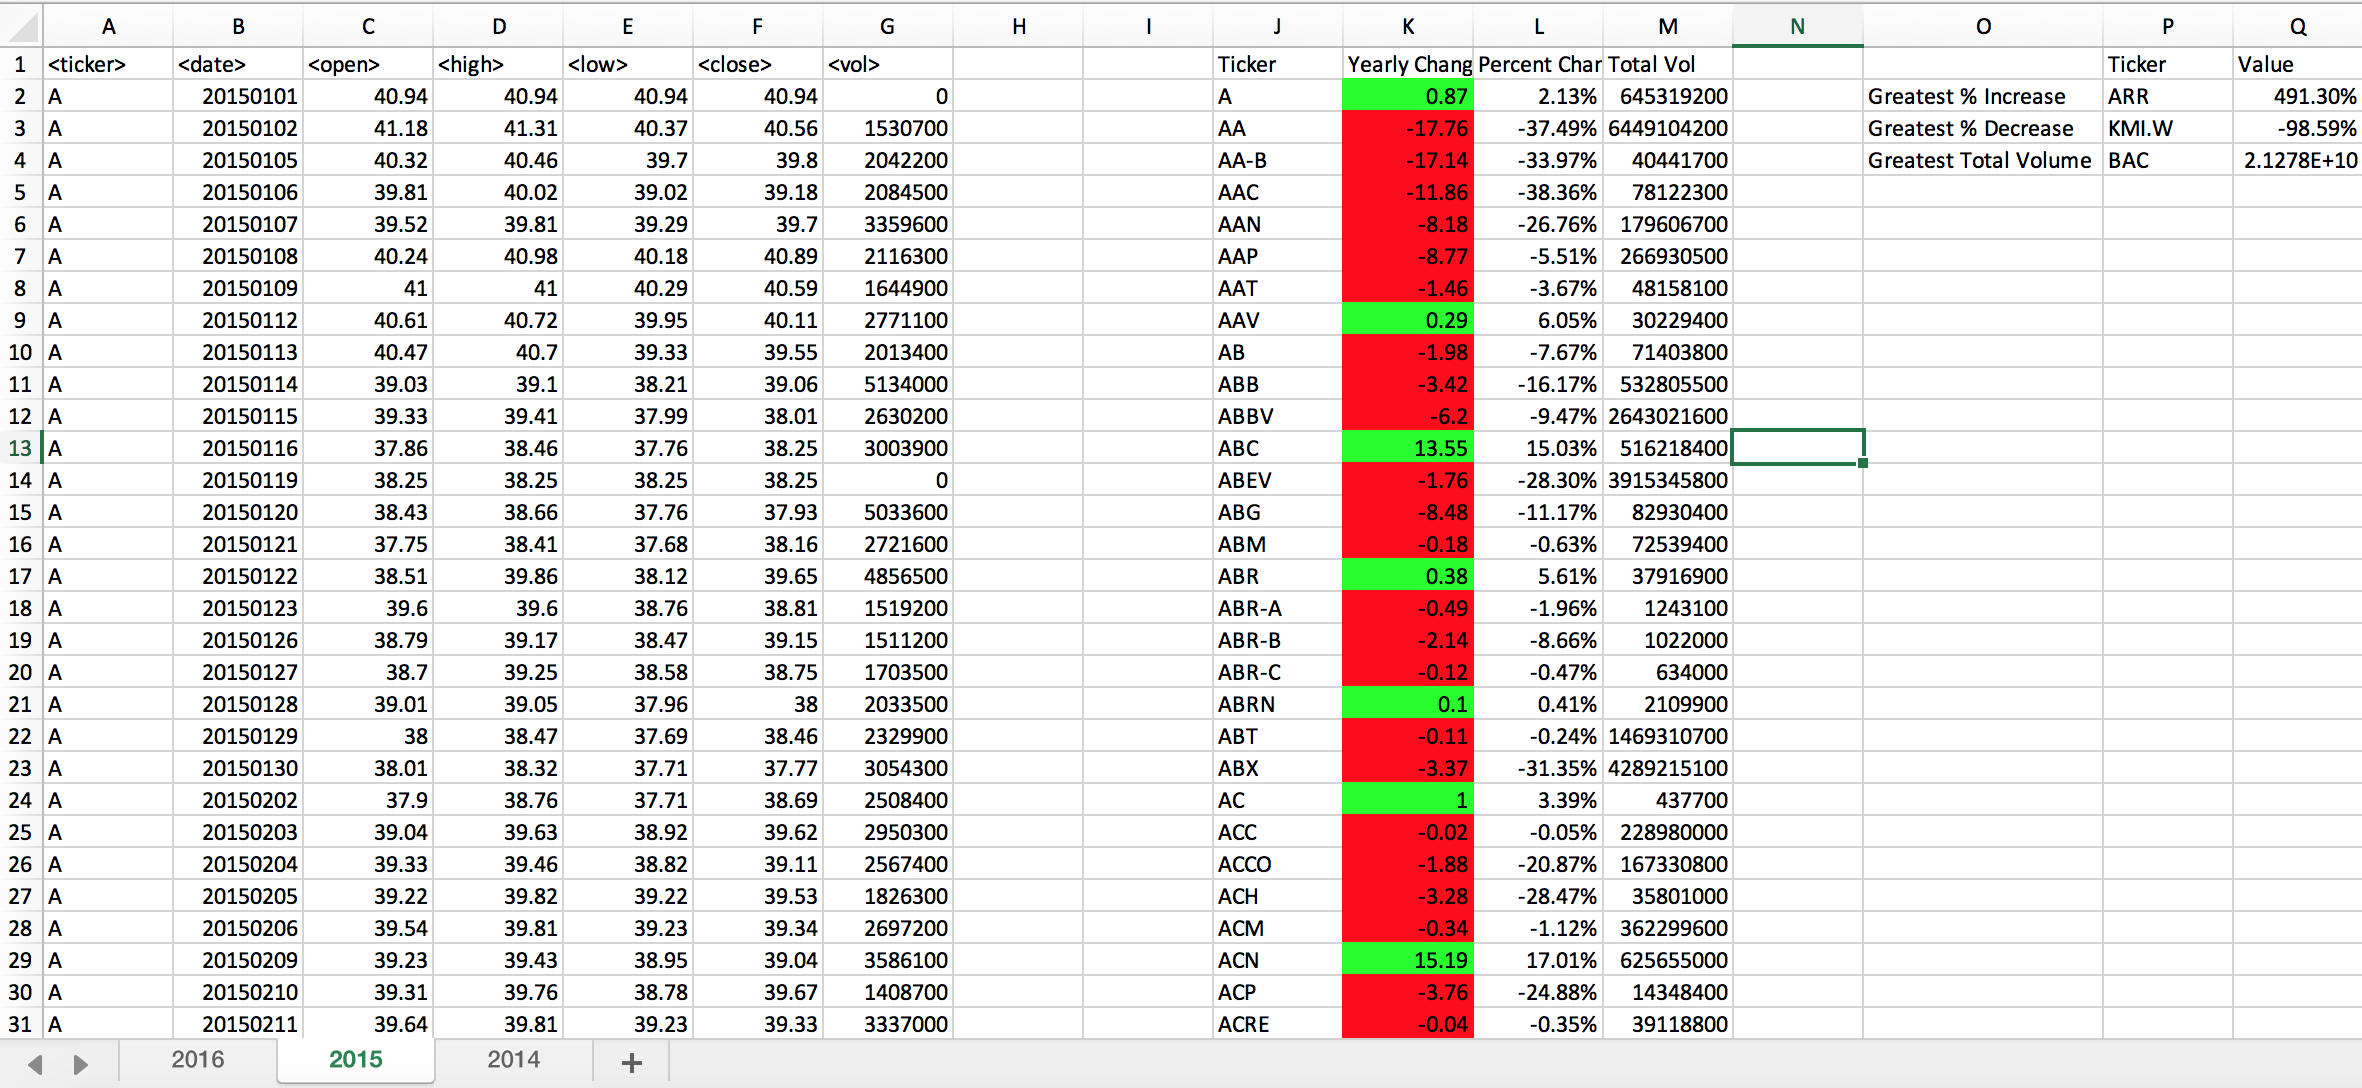 A B C D E F G H I J K L M N O P Q
1 <ticker> <date> <open> <high> <low> <close> <vol> Ticker Yearly Chang Percent Char Total Vol Ticker Value
2 A 20150101 40.94 40.94 40.94 40.94 0 A 0.87 2.13% 645319200 Greatest % Increase ARR 491.30%
3 A 20150102 41.18 41.31 40.37 40.56 1530700 AA -17.76 -37.49% 6449104200 Greatest % Decrease KMI.W -98.59%
4 A 20150105 40.32 40.46 39.7 39.8 2042200 AA-B -17.14 -33.97% 40441700 Greatest Total Volume BAC 2.1278E+10
5 A 20150106 39.81 40.02 39.02 39.18 2084500 AAC -11.86 -38.36% 78122300
6 A 20150107 39.52 39.81 39.29 39.7 3359600 AAN -8.18 -26.76% 179606700
7 A 20150108 40.24 40.98 40.18 40.89 2116300 AAP -8.77 -5.51% 266930500
8 A 20150109 41 41 40.29 40.59 1644900 AAT -1.46 -3.67% 48158100
9 A 20150112 40.61 40.72 39.95 40.11 2771100 AAV 0.29 6.05% 30229400
10 A 20150113 40.47 40.7 39.33 39.55 2013400 AB -1.98 -7.67% 71403800
11 A 20150114 39.03 39.1 38.21 39.06 5134000 ABB -3.42 -16.17% 532805500
12 A 20150115 39.33 39.41 37.99 38.01 2630200 ABBV -6.2 -9.47% 2643021600
13 A 20150116 37.86 38.46 37.76 38.25 3003900 ABC 13.55 15.03% 516218400
14 A 20150119 38.25 38.25 38.25 38.25 0 ABEV -1.76 -28.30% 3915345800
15 A 20150120 38.43 38.66 37.76 37.93 5033600 ABG -8.48 -11.17% 82930400
16 A 20150121 37.75 38.41 37.68 38.16 2721600 ABM -0.18 -0.63% 72539400
17 A 20150122 38.51 39.86 38.12 39.65 4856500 ABR 0.38 5.61% 37916900
18 A 20150123 39.6 39.6 38.76 38.81 1519200 ABR-A -0.49 -1.96% 1243100
19 A 20150126 38.79 39.17 38.47 39.15 1511200 ABR-B -2.14 -8.66% 1022000
20 A 20150127 38.7 39.25 38.58 38.75 1703500 ABR-C -0.12 -0.47% 634000
21 A 20150128 39.01 39.05 37.96 38 2033500 ABRN 0.1 0.41% 2109900
22 A 20150129 38 38.47 37.69 38.46 2329900 ABT -0.11 -0.24% 1469310700
23 A 20150130 38.01 38.32 37.71 37.77 3054300 ABX -3.37 -31.35% 4289215100
24 A 20150202 37.9 38.76 37.71 38.69 2508400 AC 1 3.39% 437700
25 A 20150203 39.04 39.63 38.92 39.62 2950300 ACC -0.02 -0.05% 228980000
26 A 20150204 39.33 39.46 38.82 39.11 2567400 ACCO -1.88 -20.87% 167330800
27 A 20150205 39.22 39.82 39.22 39.53 1826300 ACH -3.28 -28.47% 35801000
28 A 20150206 39.54 39.81 39.23 39.34 2697200 ACM -0.34 -1.12% 362299600
29 A 20150209 39.23 39.43 38.95 39.04 3586100 ACN 15.19 17.01% 625655000
30 A 20150210 39.31 39.76 38.78 39.67 1408700 ACP -3.76 -24.88% 14348400
31 A 20150211 39.64 39.81 39.23 39.33 3337000 ACRE -0.04 -0.35% 39118800
2016 2015 2014 +